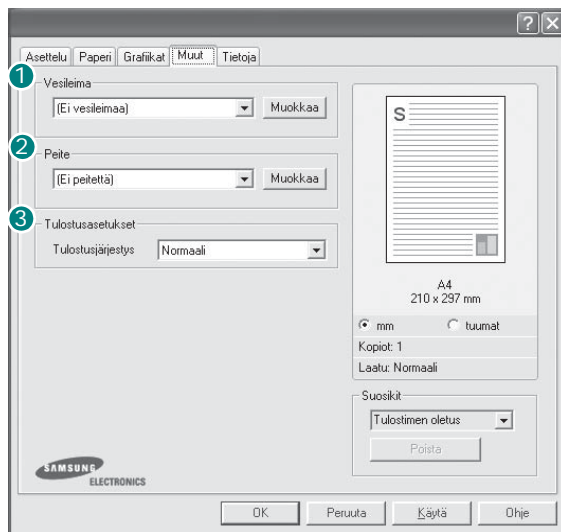 Asettelu Paperi Grafiikat Muut Tietoja
1
Vesileima
(Ei vesileimaa) Muokkaa
2
Peite
(Ei peitettä) Muokkaa
3
Tulostusasetukset
Tulostusjärjestys Normaali
S
A4
210 x 297 mm
mm tuumat
Kopiot: 1
Laatu: Normaali
Suosikit
Tulostimen oletus
Poista
SAMSUNG
ELECTRONICS
OK Peruuta Käytä Ohje